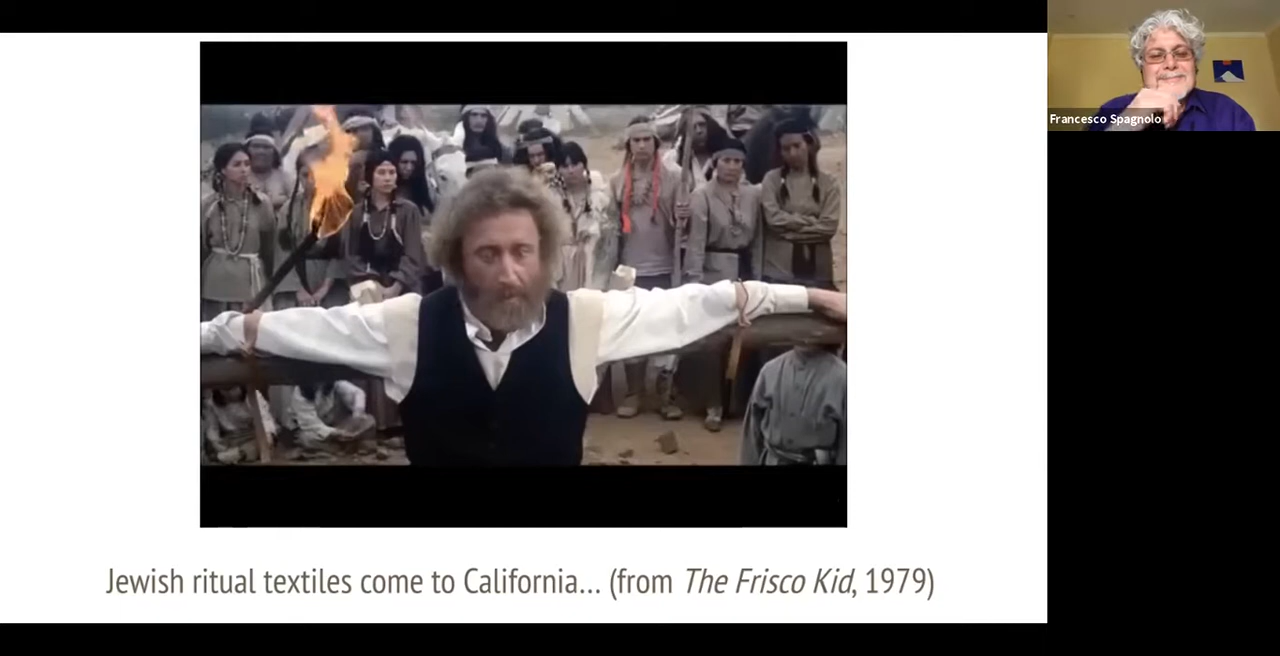 Francesco Spagnolo
Jewish ritual textiles come to California... (from The Frisco Kid, 1979)